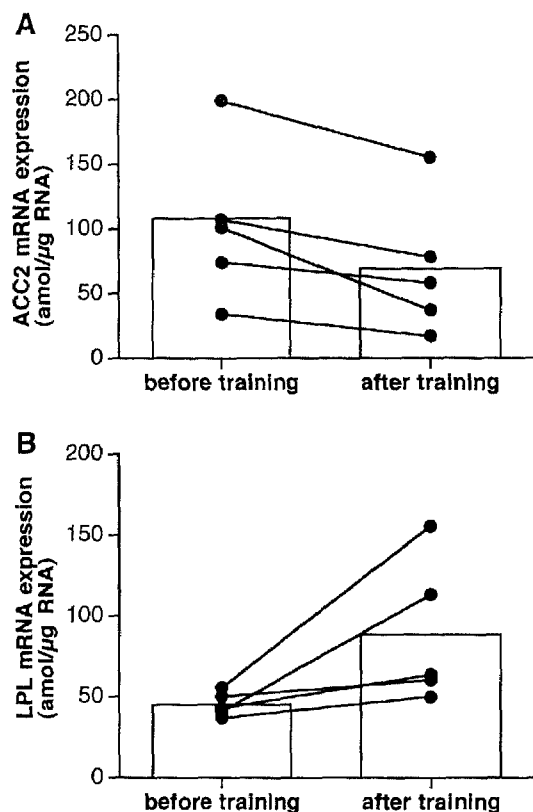 A
ACC2 mRNA expression
(amol/µg RNA)
250
200
150
100
50
0
before training after training
B
LPL mRNA expression
(amol/µg RNA)
200
150
100
50
0
before training after training